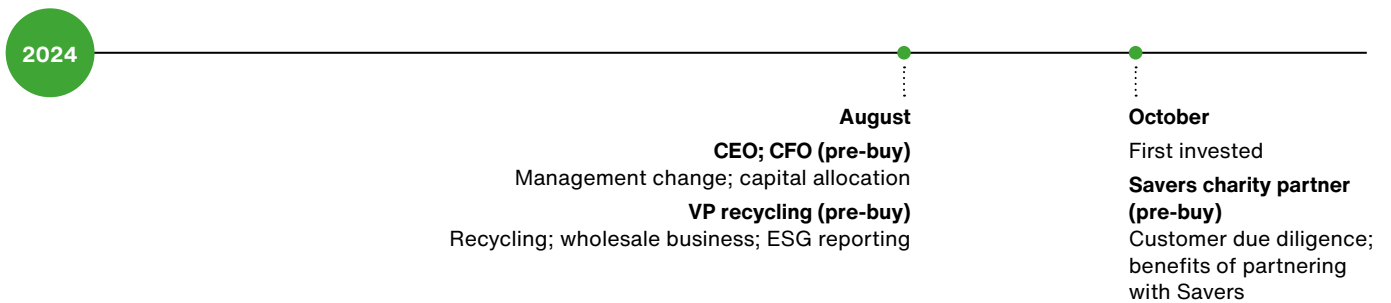 2024
August
CEO; CFO (pre-buy)
Management change; capital allocation
VP recycling (pre-buy)
Recycling; wholesale business; ESG reporting
October
First invested
Savers charity partner
(pre-buy)
Customer due diligence;
benefits of partnering
with Savers